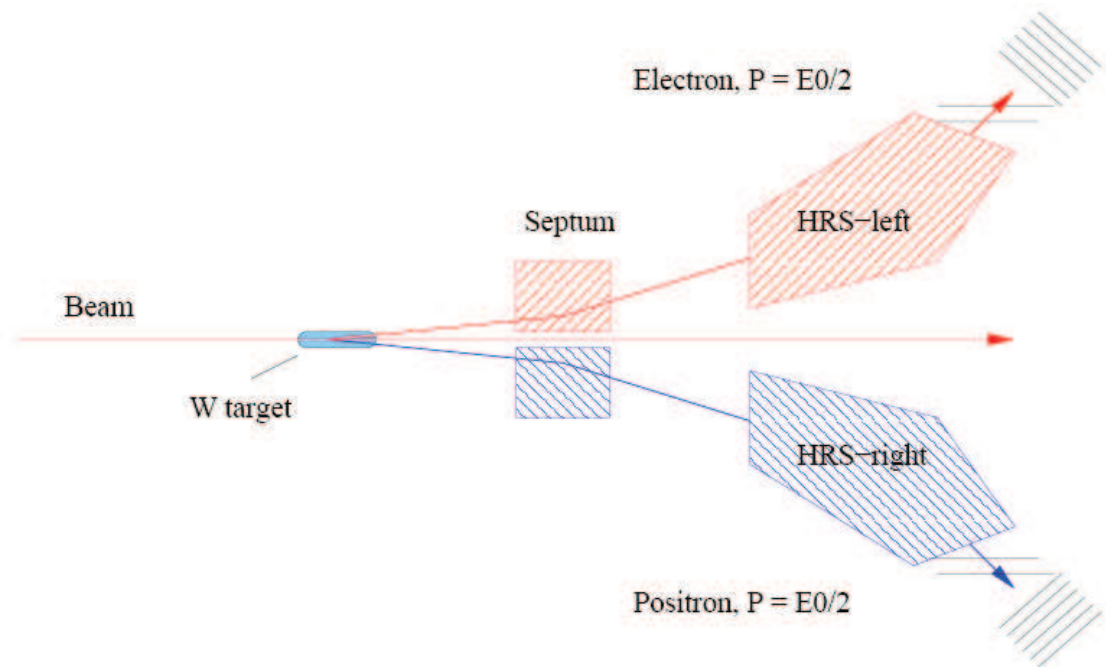 Electron, P = E0/2
HRS−left
Septum
Beam
W target
HRS−right
Positron, P = E0/2